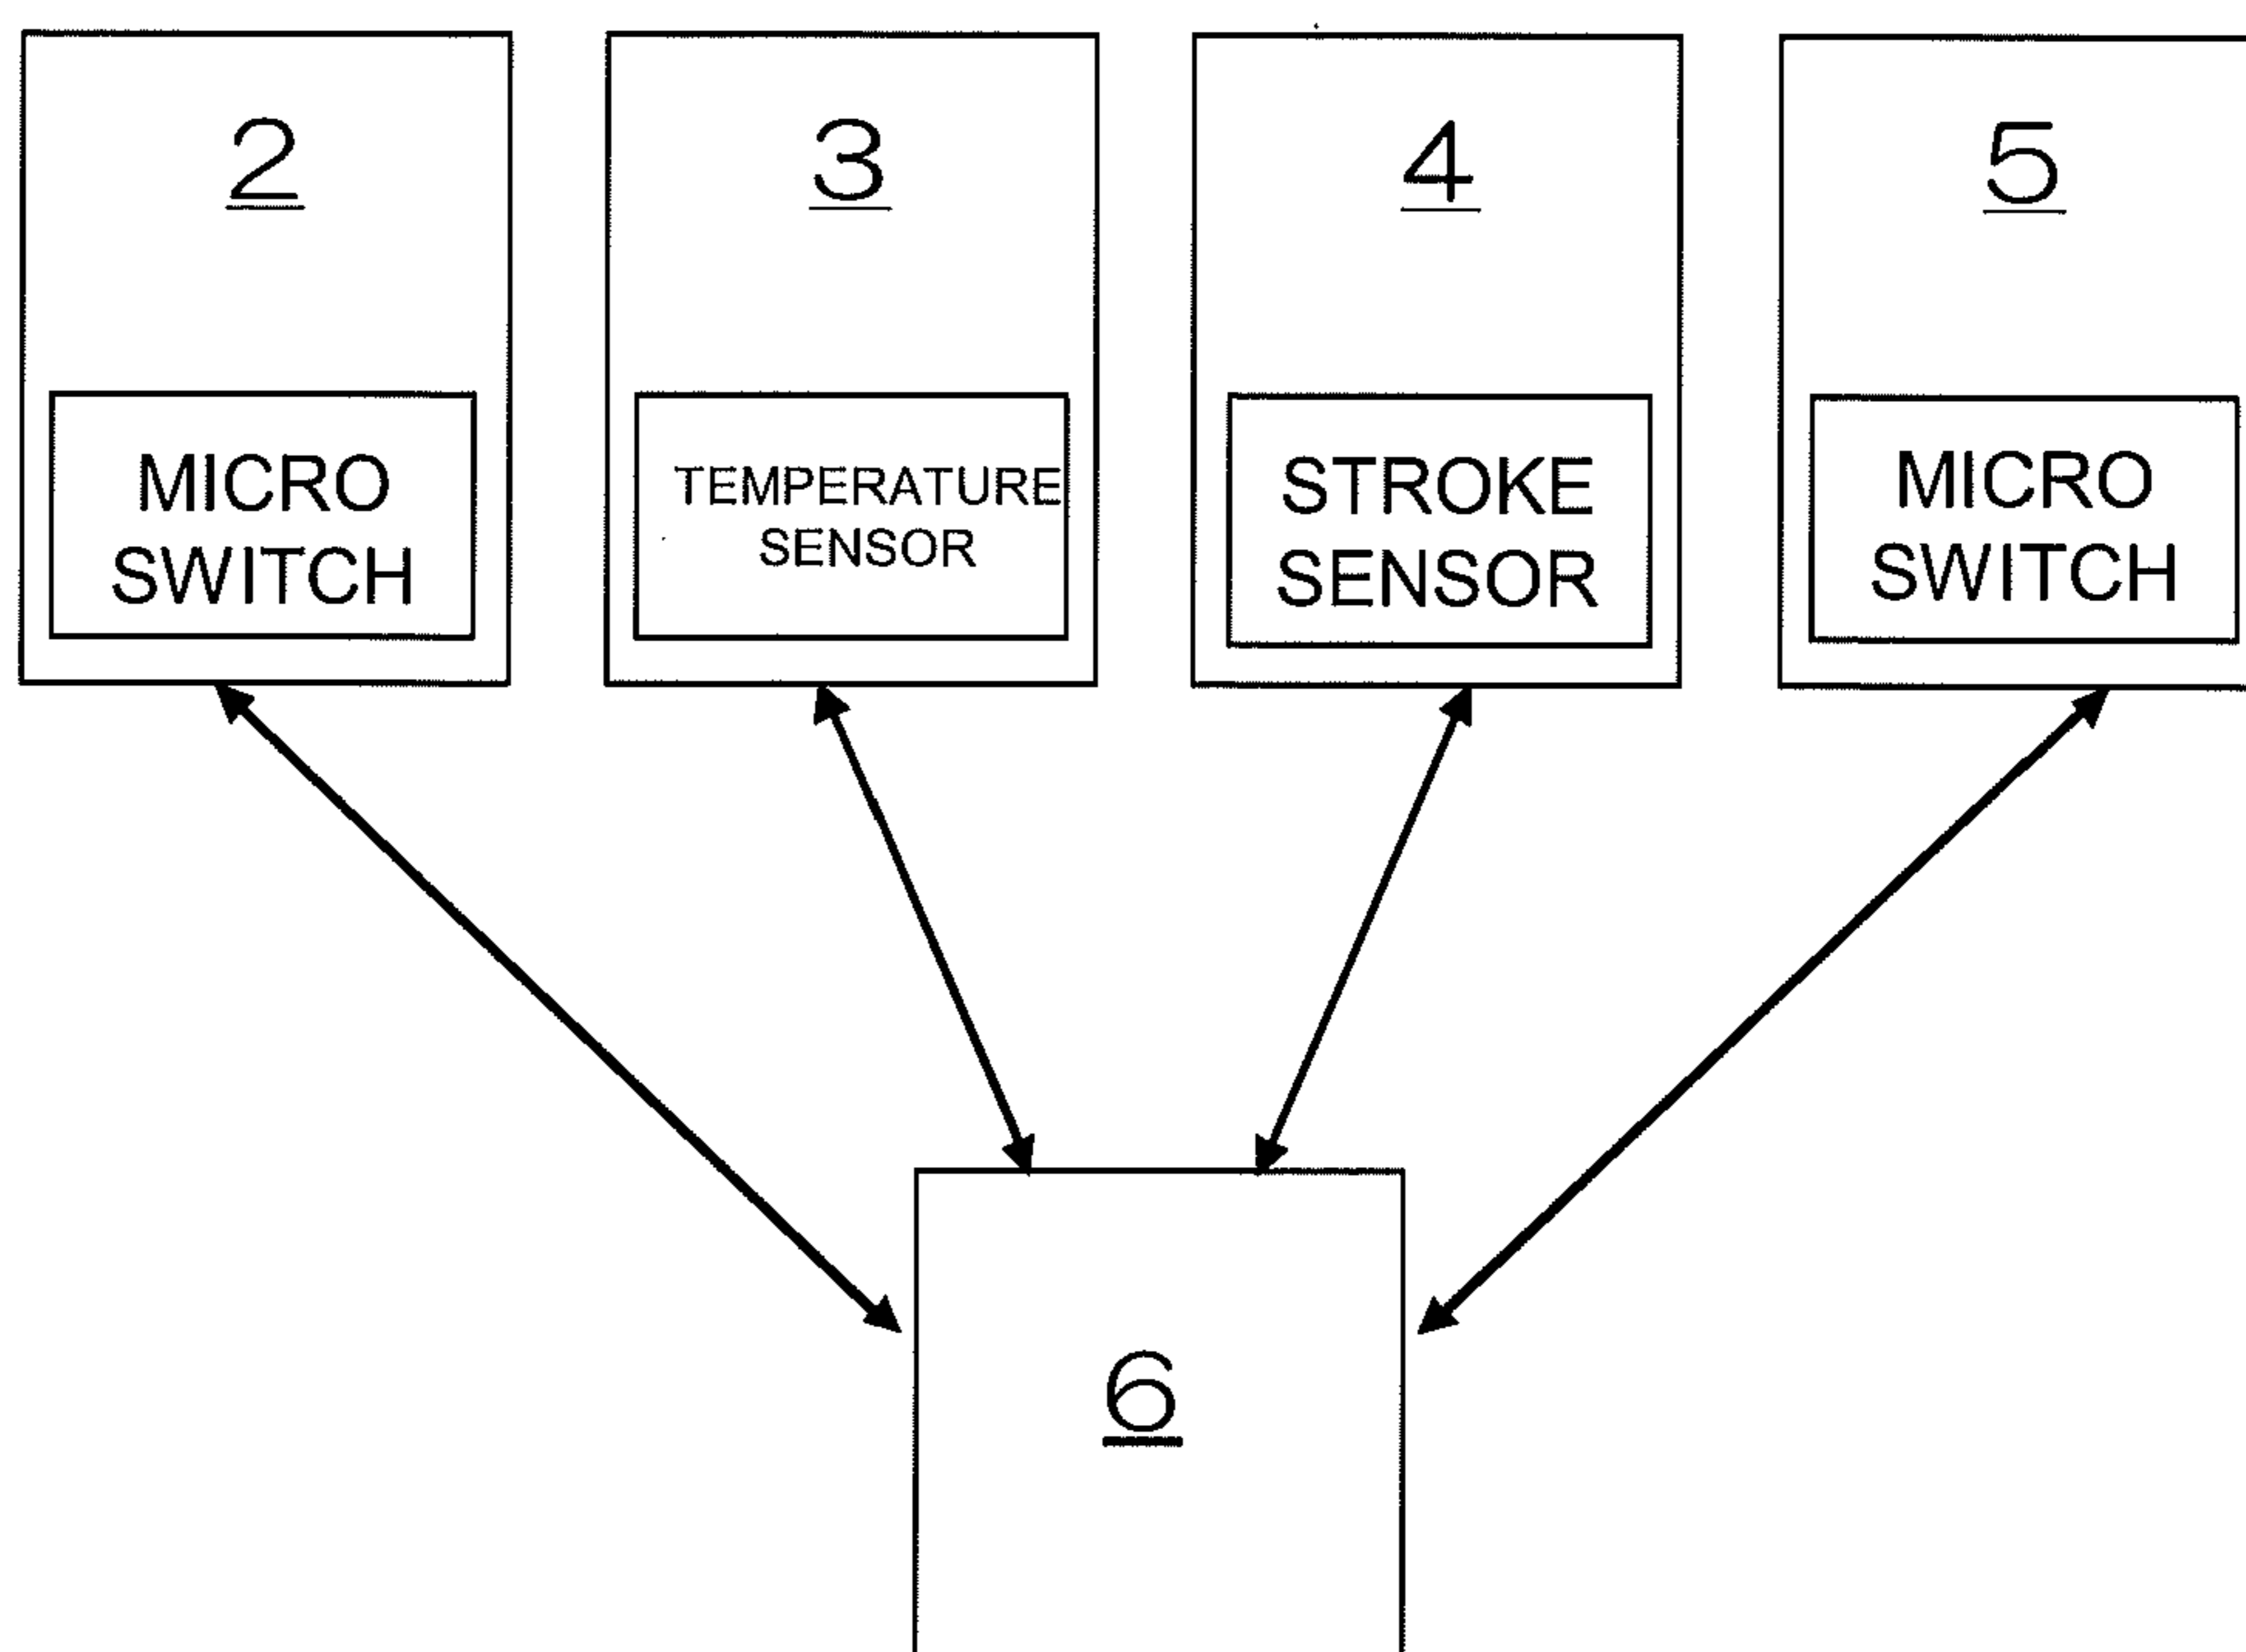 2
3
4
5
MICRO
SWITCH
TEMPERATURE
SENSOR
STROKE
SENSOR
MICRO
SWITCH
6